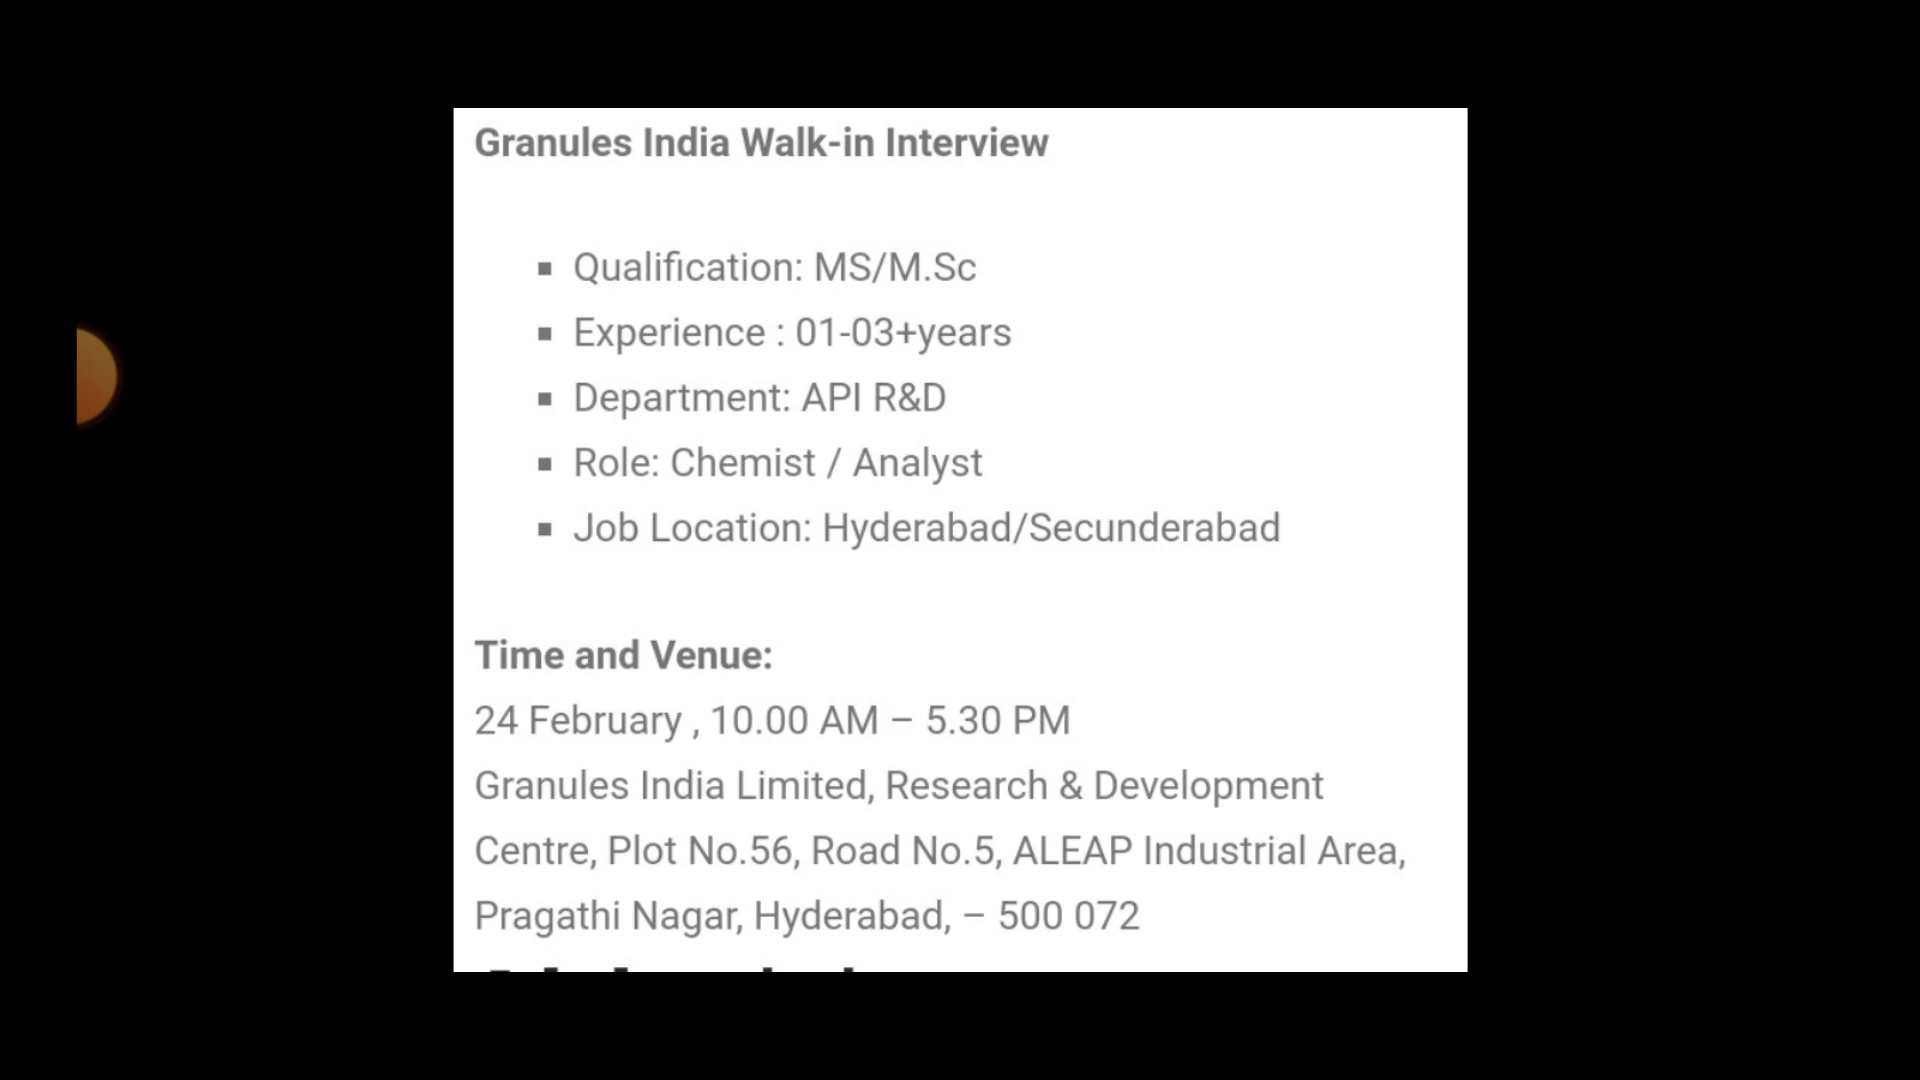 Granules India Walk-in Interview
▪ Qualification: MS/M.Sc
▪ Experience : 01-03+years
▪ Department: API R&D
▪ Role: Chemist / Analyst
▪ Job Location: Hyderabad/Secunderabad
Time and Venue:
24 February , 10.00 AM – 5.30 PM
Granules India Limited, Research & Development
Centre, Plot No.56, Road No.5, ALEAP Industrial Area,
Pragathi Nagar, Hyderabad, – 500 072